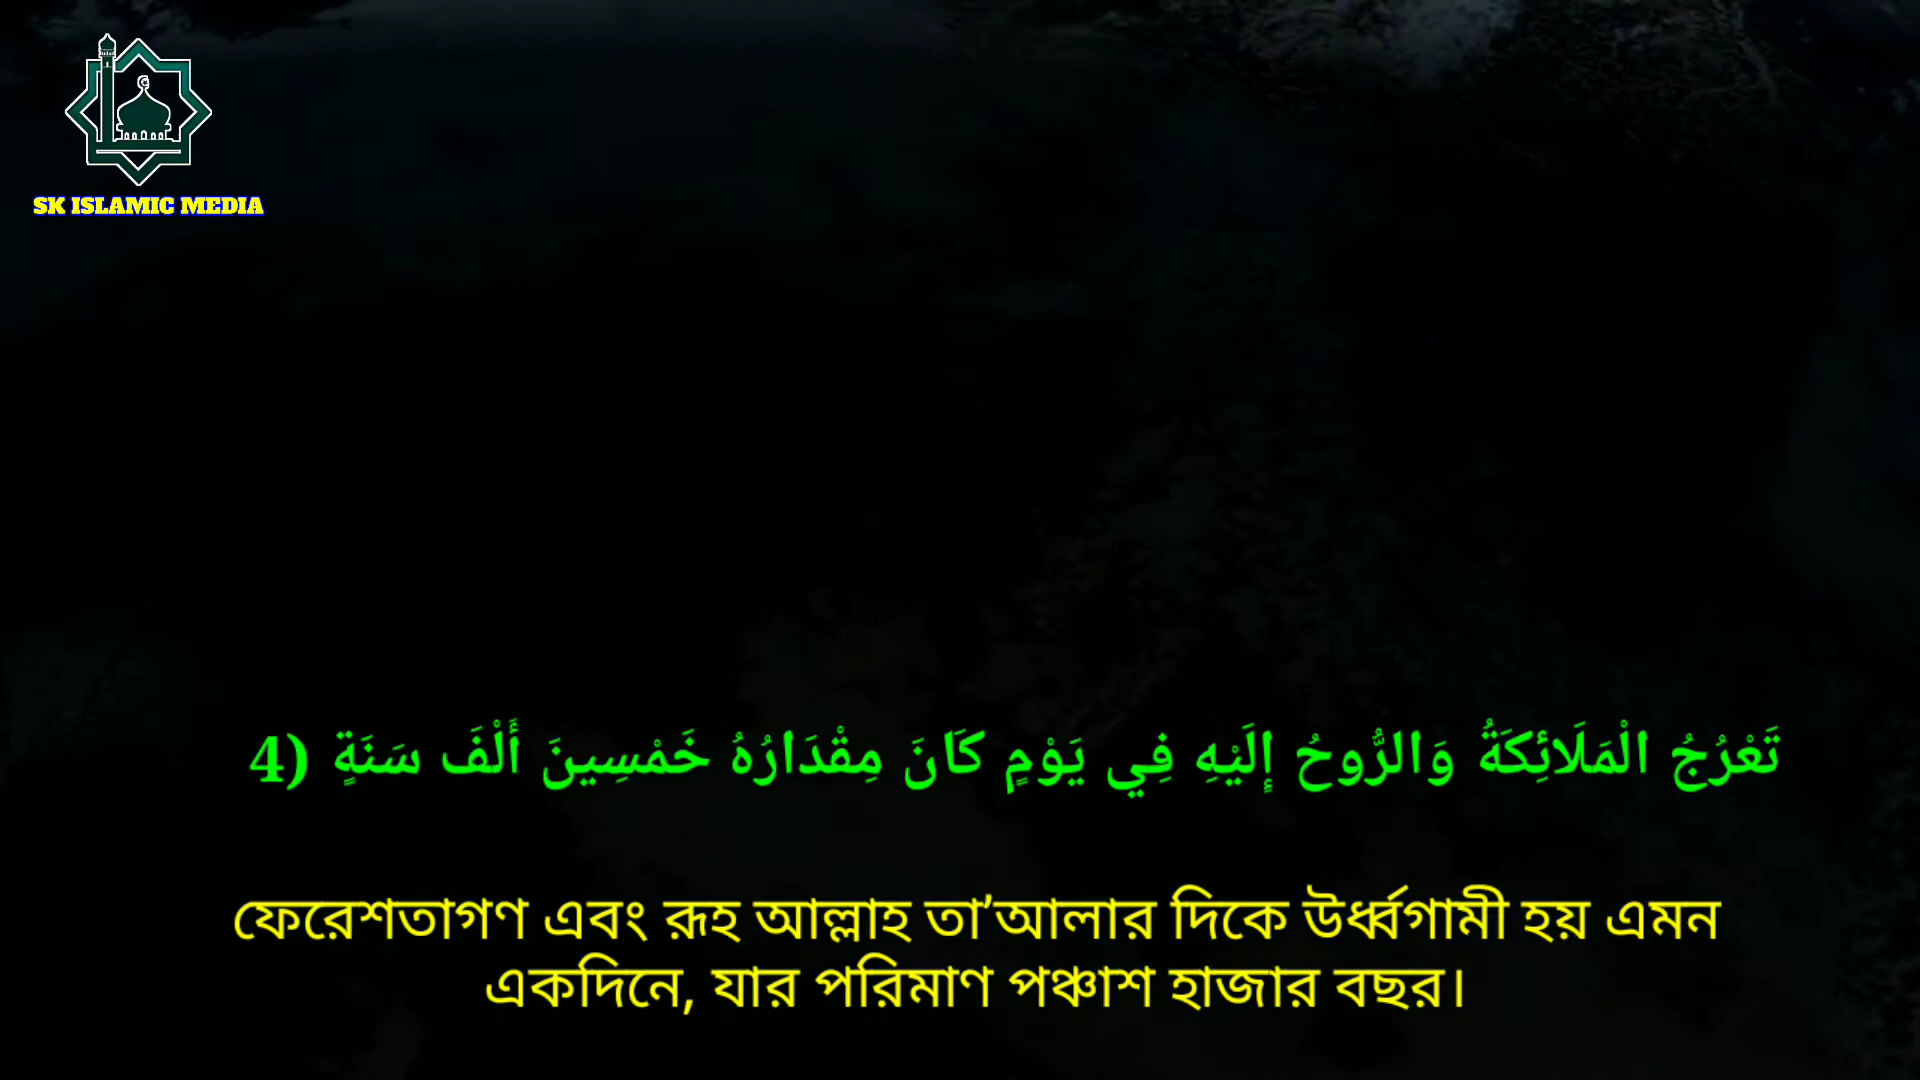 SK ISLAMIC MEDIA
تَعْرُجُ الْمَلَائِكَةُ وَالرُّوحُ إِلَيْهِ فِي يَوْمٍ كَانَ مِقْدَارُهُ خَمْسِينَ أَلْفَ سَنَةٍ (4
ফেরেশতাগণ এবং রূহ আল্লাহ তা’আলার দিকে উর্ধ্বগামী হয় এমন
একদিনে, যার পরিমাণ পঞ্চাশ হাজার বছর।